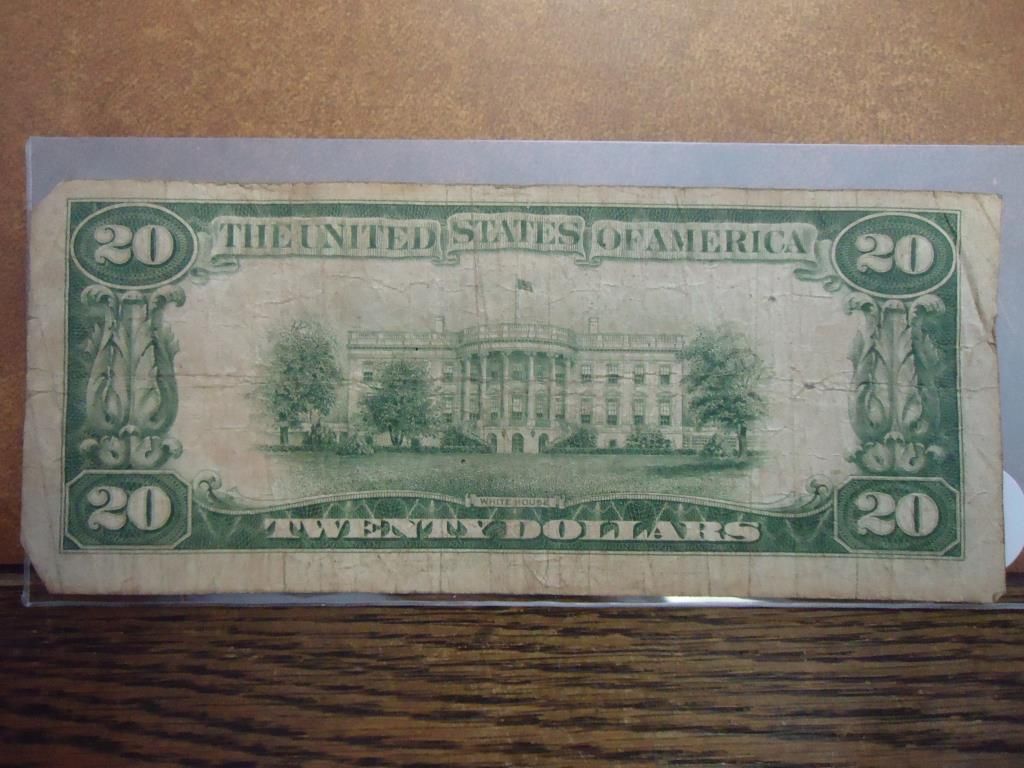 20 THE UNITED STATES OF AMERICA 20
WHITE HOUSE
20 TWENTY DOLLARS 20